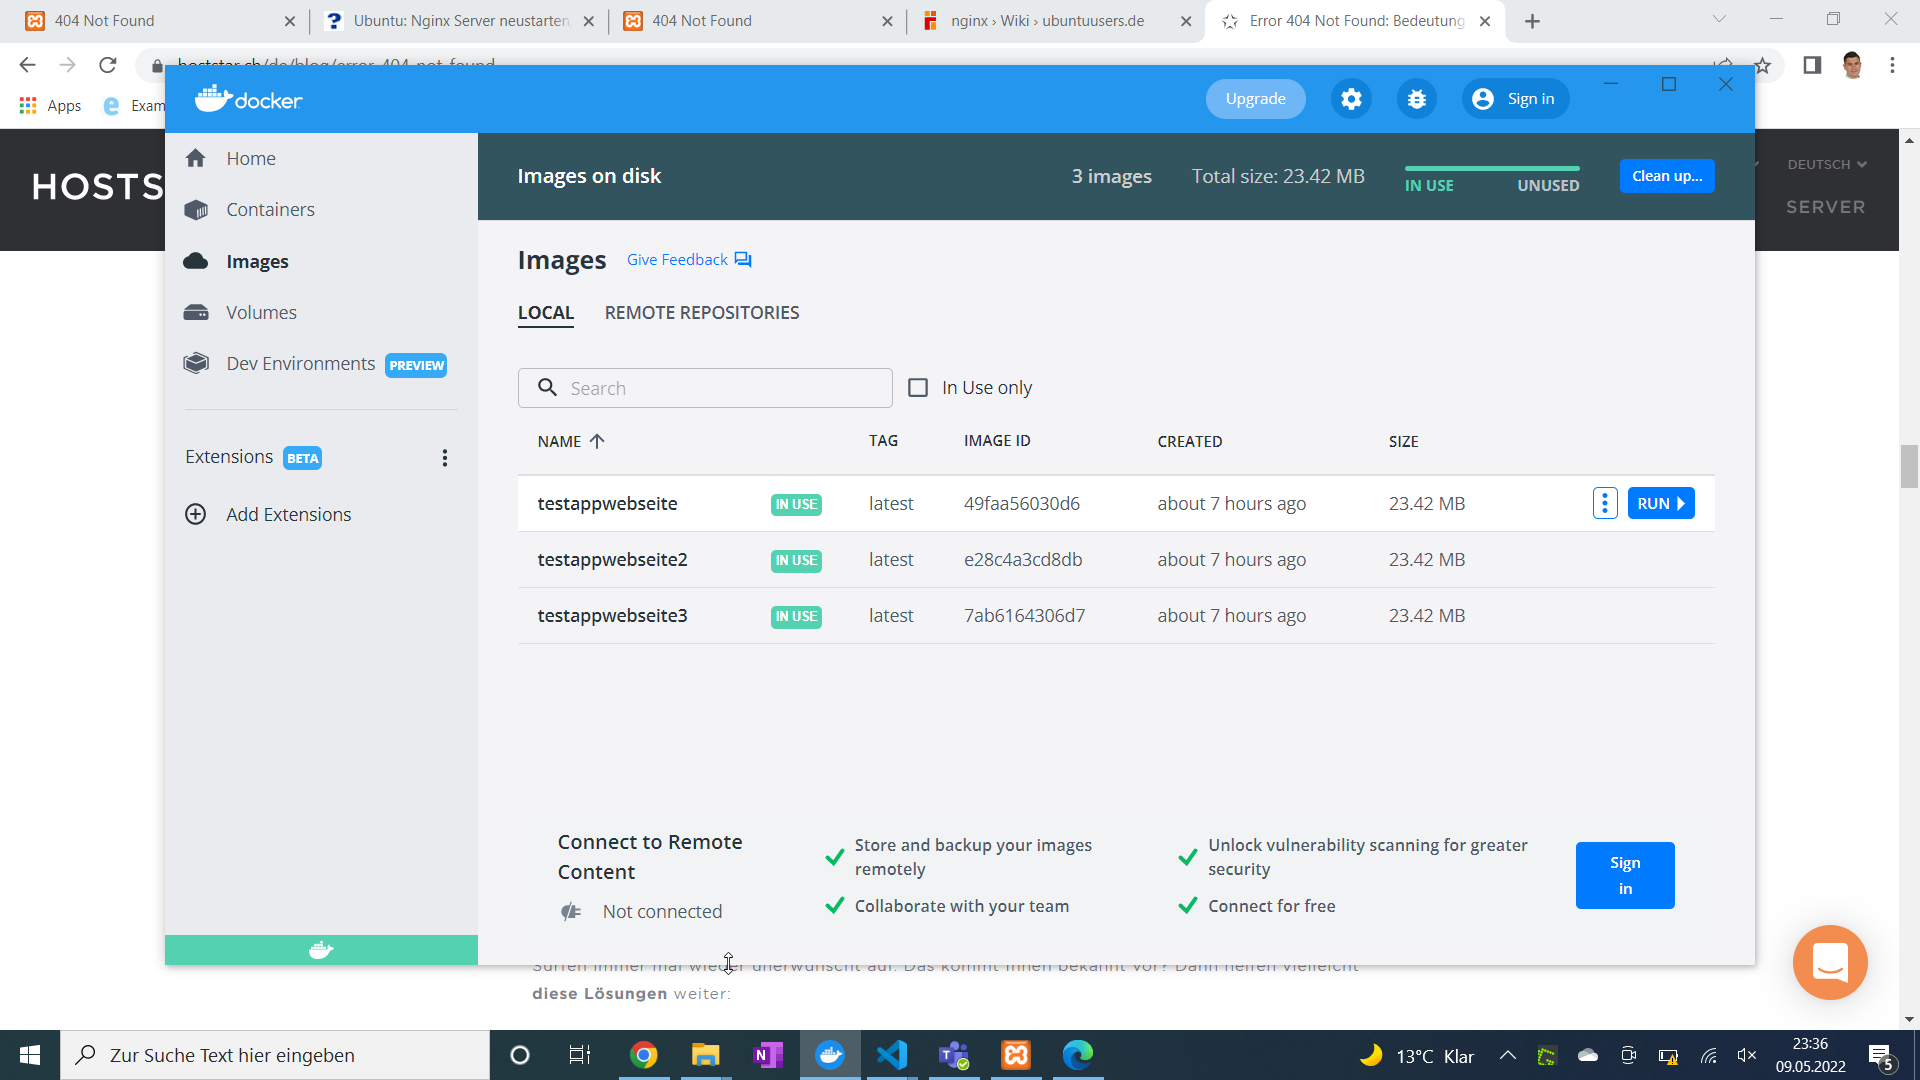 404 Not Found
Ubuntu: Nginx Server neustarten
404 Not Found
nginx › Wiki › ubuntuusers.de
Error 404 Not Found: Bedeutung
hoststar.ch/de/blog/error-404-not-found
Apps
Exam
HOSTS
DEUTSCH
SERVER
docker
Upgrade
Sign in
Home
Containers
Images
Volumes
Dev Environments PREVIEW
Extensions BETA
Add Extensions
Images on disk
3 images
Total size: 23.42 MB
IN USE
UNUSED
Clean up...
Images Give Feedback
LOCAL REMOTE REPOSITORIES
Search
In Use only
NAME TAG IMAGE ID CREATED SIZE
testappwebseite IN USE latest 49faa56030d6 about 7 hours ago 23.42 MB RUN
testappwebseite2 IN USE latest e28c4a3cd8db about 7 hours ago 23.42 MB
testappwebseite3 IN USE latest 7ab6164306d7 about 7 hours ago 23.42 MB
Connect to Remote
Content
Not connected
Store and backup your images
remotely
Collaborate with your team
Unlock vulnerability scanning for greater
security
Connect for free
Sign
in
Surfen immer mal wieder unerwünscht auf. Das kommt Ihnen bekannt vor? Dann helfen vielleicht
diese Lösungen weiter:
Zur Suche Text hier eingeben
13°C Klar
23:36
09.05.2022
5